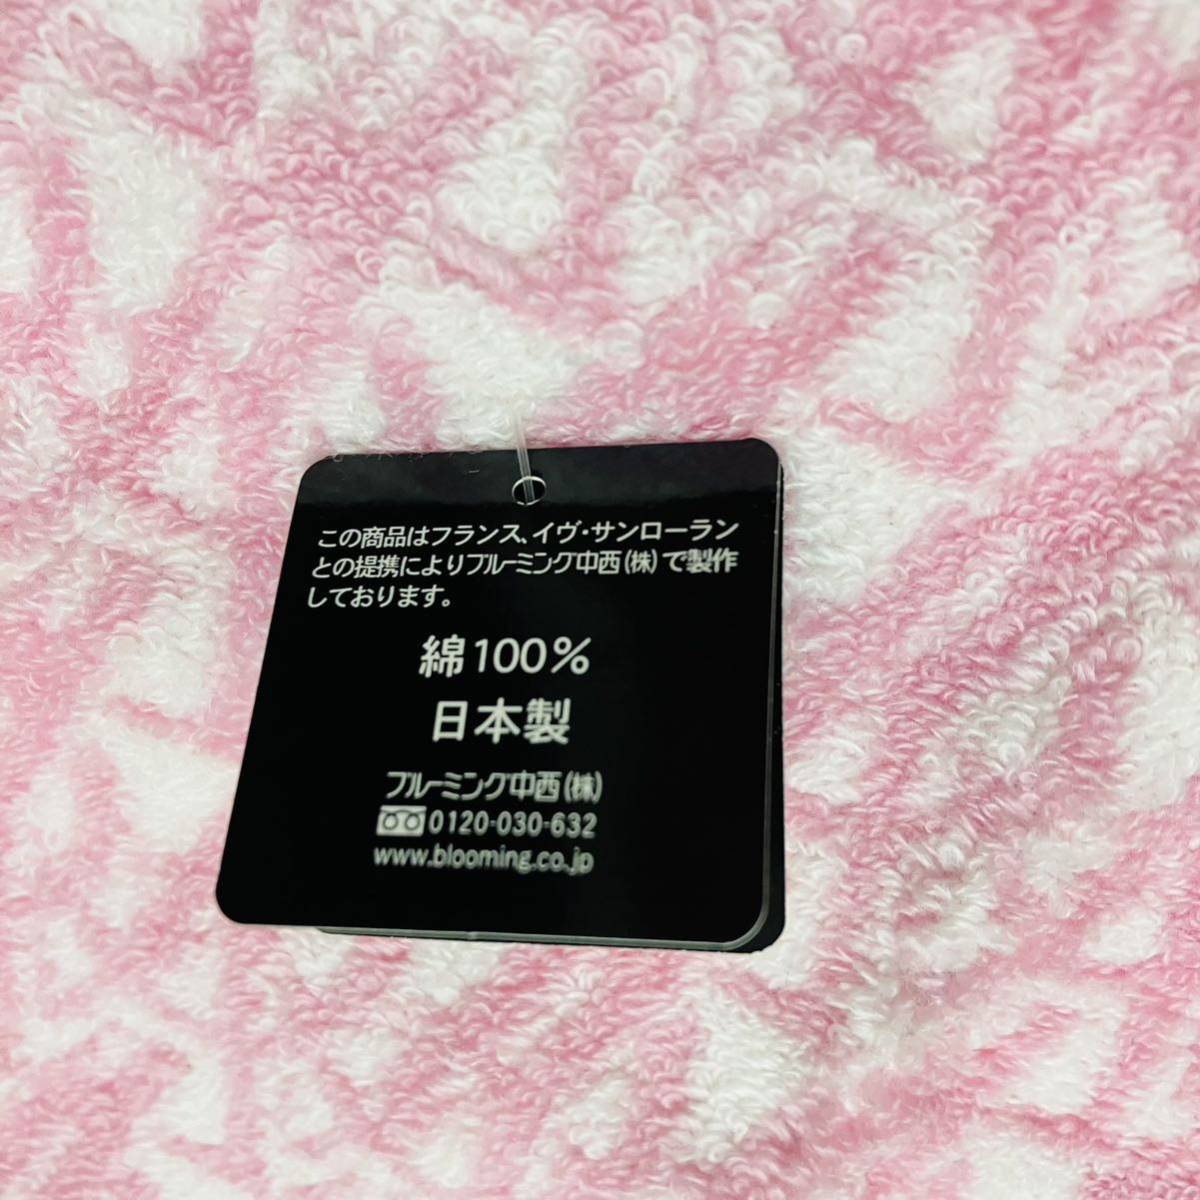 この商品はフランス、イヴ・サンローラン
との提携によりブルーミング中西(株)で製作
しております。
綿100%
日本製
ブルーミング中西(株)
0120-030-632
www.blooming.co.jp